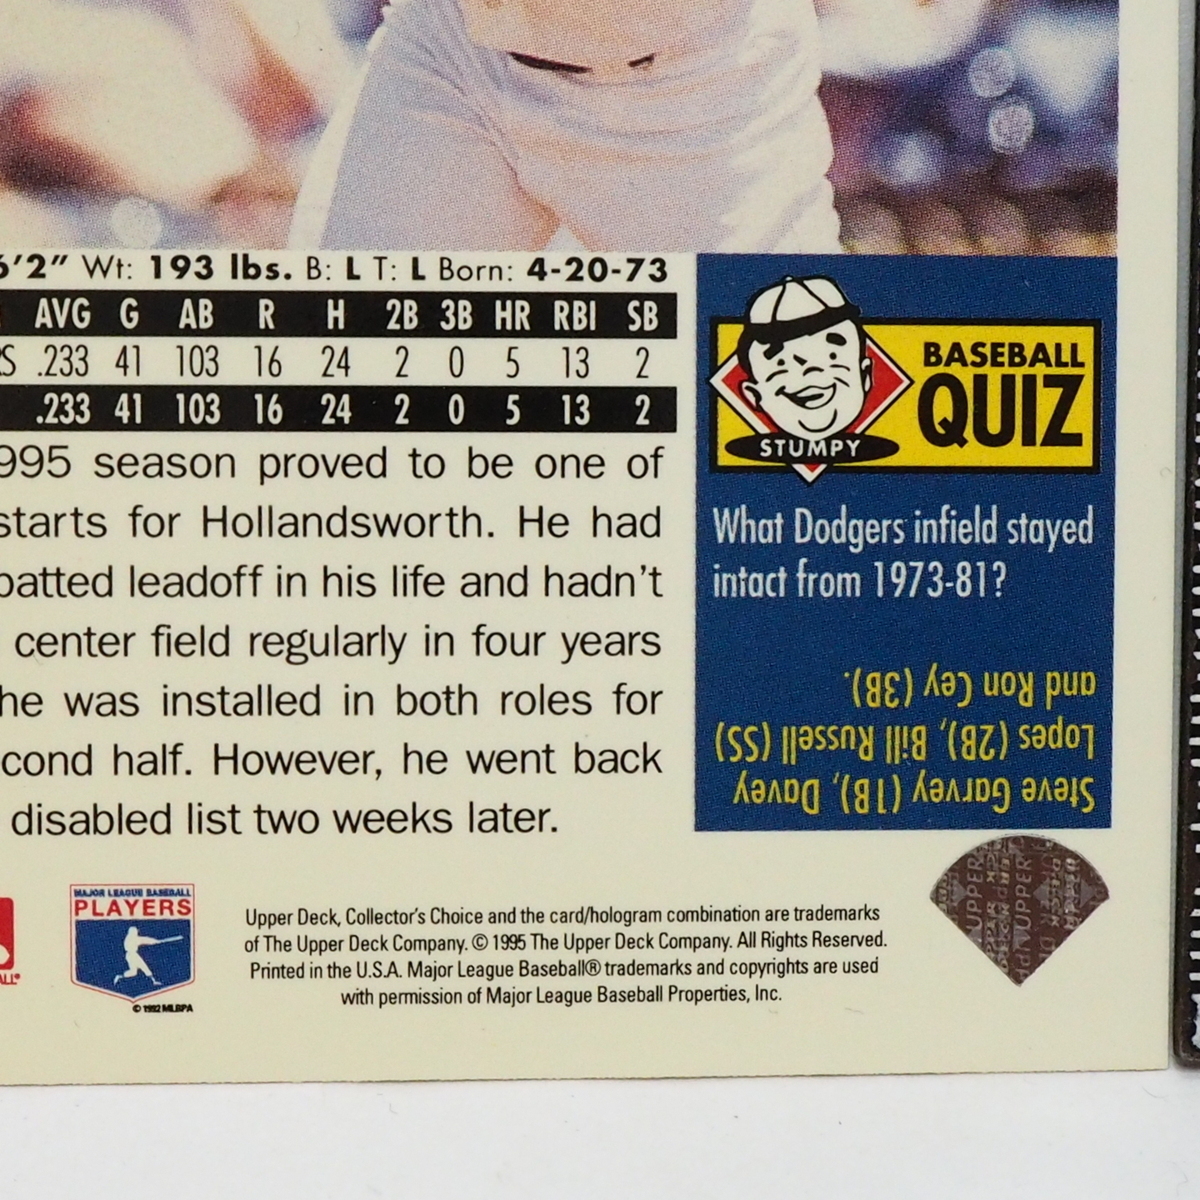 6'2" Wt: 193 lbs. B: L T: L Born: 4-20-73
AVG G AB R H 2B 3B HR RBI SB
.233 41 103 16 24 2 0 5 13 2
.233 41 103 16 24 2 0 5 13 2
995 season proved to be one of
starts for Hollandsworth. He had
batted leadoff in his life and hadn't
center field regularly in four years
he was installed in both roles for
cond half. However, he went back
disabled list two weeks later.
STUMPY
BASEBALL
QUIZ
What Dodgers infield stayed
intact from 1973-81?
Steve Garvey (1B), Davey
Lopes (2B), Bill Russell (SS)
and Ron Cey (3B).
MAJOR LEAGUE BASEBALL
PLAYERS
© 1992 MLBPA
Upper Deck, Collector's Choice and the card/hologram combination are trademarks
of The Upper Deck Company. © 1995 The Upper Deck Company. All Rights Reserved.
Printed in the U.S.A. Major League Baseball® trademarks and copyrights are used
with permission of Major League Baseball Properties, Inc.
UPPER
UPPER